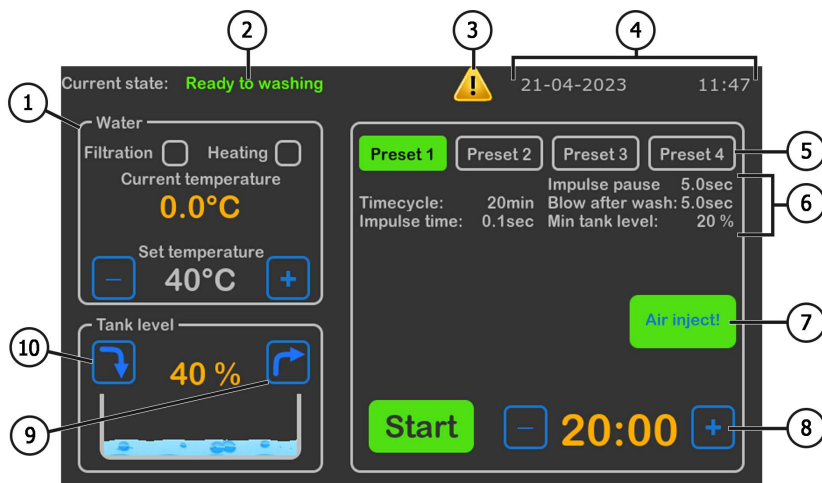 2
3
4
Current state: Ready to washing
21-04-2023 11:47
1
Water
Filtration
Heating
Current temperature
0.0°C
Set temperature
− 40°C +
Preset 1
Preset 2
Preset 3
Preset 4
5
Impulse pause 5.0sec
Timecycle: 20min Blow after wash: 5.0sec
Impulse time: 0.1sec Min tank level: 20 %
6
Air inject!
7
Tank level
10
40 %
9
Start
− 20:00 +
8